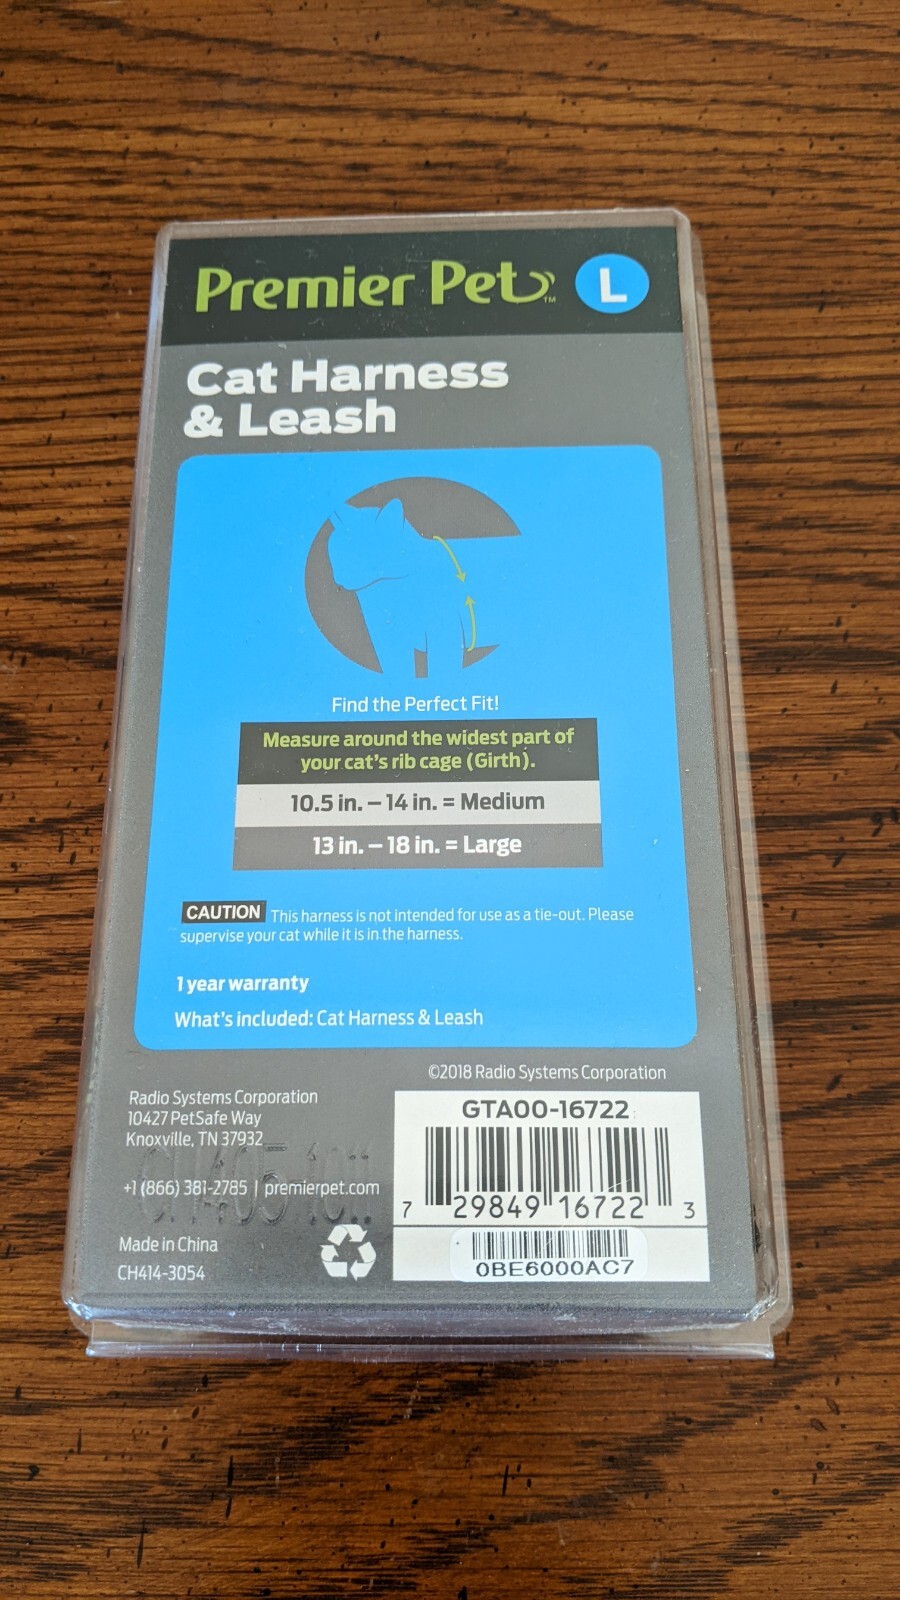 Premier Pet™ L
Cat Harness
& Leash
Find the Perfect Fit!
Measure around the widest part of
your cat's rib cage (Girth).
10.5 in. – 14 in. = Medium
13 in. – 18 in. = Large
CAUTION This harness is not intended for use as a tie-out. Please
supervise your cat while it is in the harness.
1 year warranty
What's included: Cat Harness & Leash
©2018 Radio Systems Corporation
Radio Systems Corporation
10427 PetSafe Way
Knoxville, TN 37932
+1 (866) 381-2785 | premierpet.com
Made in China
CH414-3054
GTA00-16722
7 29849 16722 3
0BE6000AC7